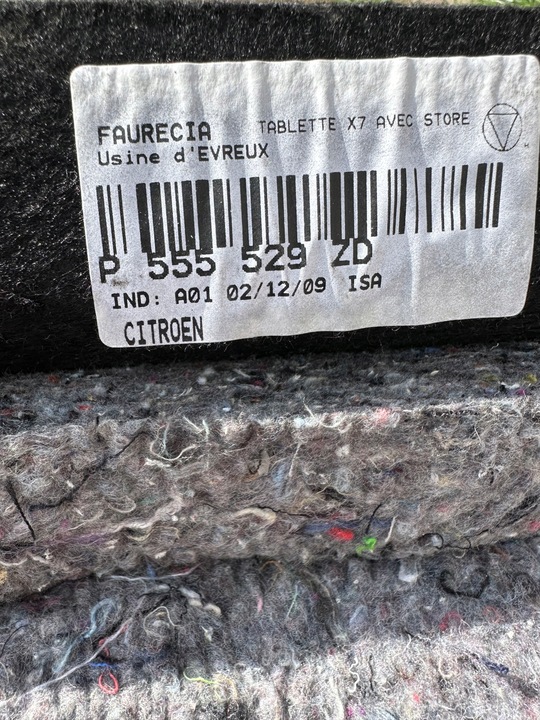 FAURECIA TABLETTE X7 AVEC STORE
Usine d'EVREUX
P 555 529 ZD
IND: A01 02/12/09 ISA
CITROEN